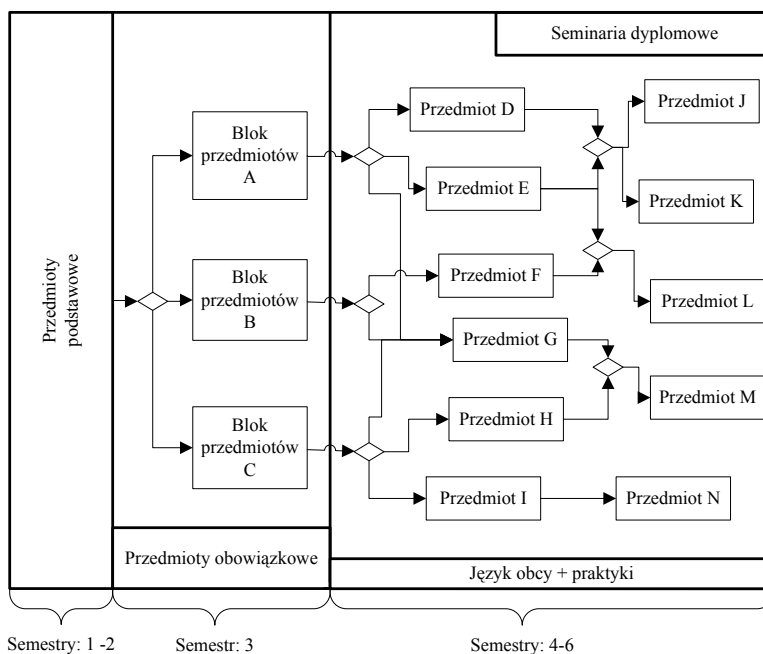 Seminaria dyplomowe
Przedmioty
podstawowe
Blok
przedmiotów
A
Blok
przedmiotów
B
Blok
przedmiotów
C
Przedmiot D
Przedmiot E
Przedmiot F
Przedmiot G
Przedmiot H
Przedmiot I
Przedmiot J
Przedmiot K
Przedmiot L
Przedmiot M
Przedmiot N
Przedmioty obowiązkowe
Język obcy + praktyki
Semestry: 1 -2
Semestr: 3
Semestry: 4-6